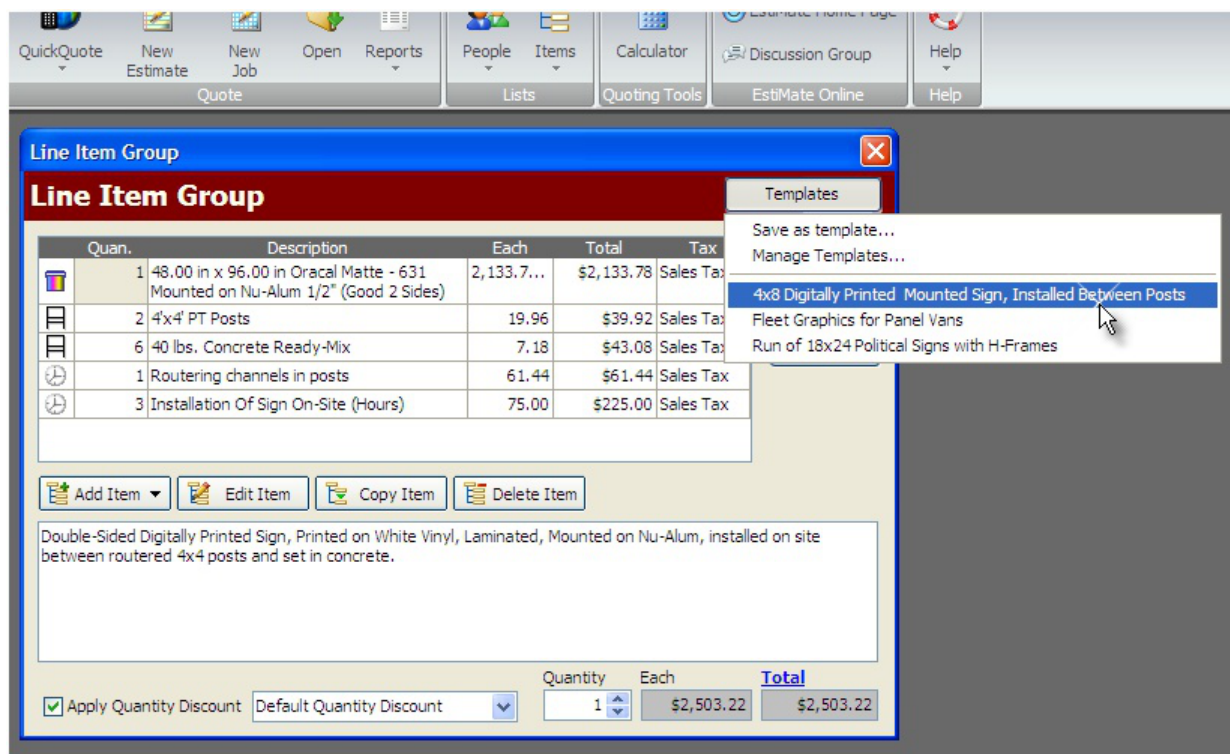 EstiMate Home Page
QuickQuote
New
Estimate
New
Job
Open
Reports
People
Items
Calculator
Discussion Group
Help
Quote
Lists
Quoting Tools
EstiMate Online
Help
Line Item Group
Line Item Group
Templates
Save as template...
Manage Templates...
4x8 Digitally Printed Mounted Sign, Installed Between Posts
Fleet Graphics for Panel Vans
Run of 18x24 Political Signs with H-Frames
Quan. Description Each Total Tax
1 48.00 in x 96.00 in Oracal Matte - 631 2,133.7... $2,133.78 Sales Tax
Mounted on Nu-Alum 1/2" (Good 2 Sides)
2 4'x4' PT Posts 19.96 $39.92 Sales Tax
6 40 lbs. Concrete Ready-Mix 7.18 $43.08 Sales Tax
1 Routering channels in posts 61.44 $61.44 Sales Tax
3 Installation Of Sign On-Site (Hours) 75.00 $225.00 Sales Tax
Add Item
Edit Item
Copy Item
Delete Item
Double-Sided Digitally Printed Sign, Printed on White Vinyl, Laminated, Mounted on Nu-Alum, installed on site
between routered 4x4 posts and set in concrete.
Quantity Each Total
Apply Quantity Discount Default Quantity Discount 1 $2,503.22 $2,503.22